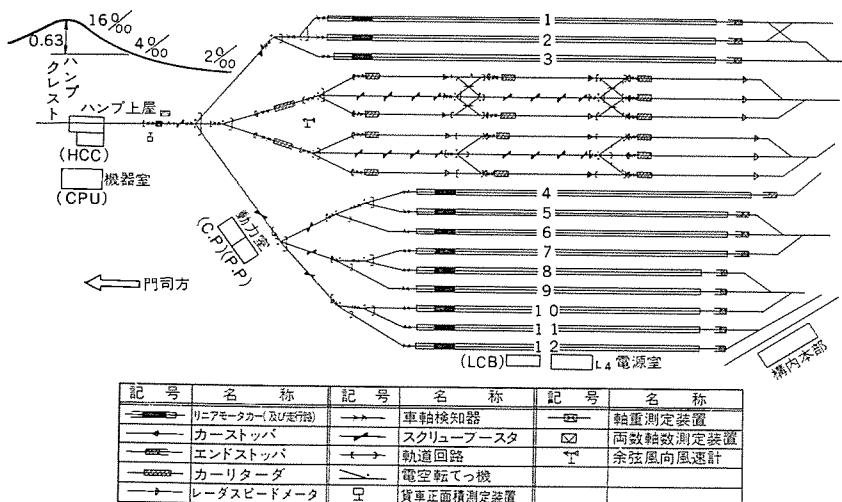 16‰
0.63
4‰
2‰
ハンプクレスト
ハンプ上屋
(HCC)
機器室
(CPU)
動力室
(C.P)(P.P)
門司方
1
2
3
4
5
6
7
8
9
10
11
12
(LCB)
L4 電源室
構内本部
記号 名称 記号 名称 記号 名称
リニアモータカー(及び走行路) 車軸検知器 軸重測定装置
カーストッパ スクリューブースタ 両数軸数測定装置
エンドストッパ 軌道回路 余弦風向風速計
カーリターダ 電空転てつ機
レーダスピードメータ 貨車正面積測定装置